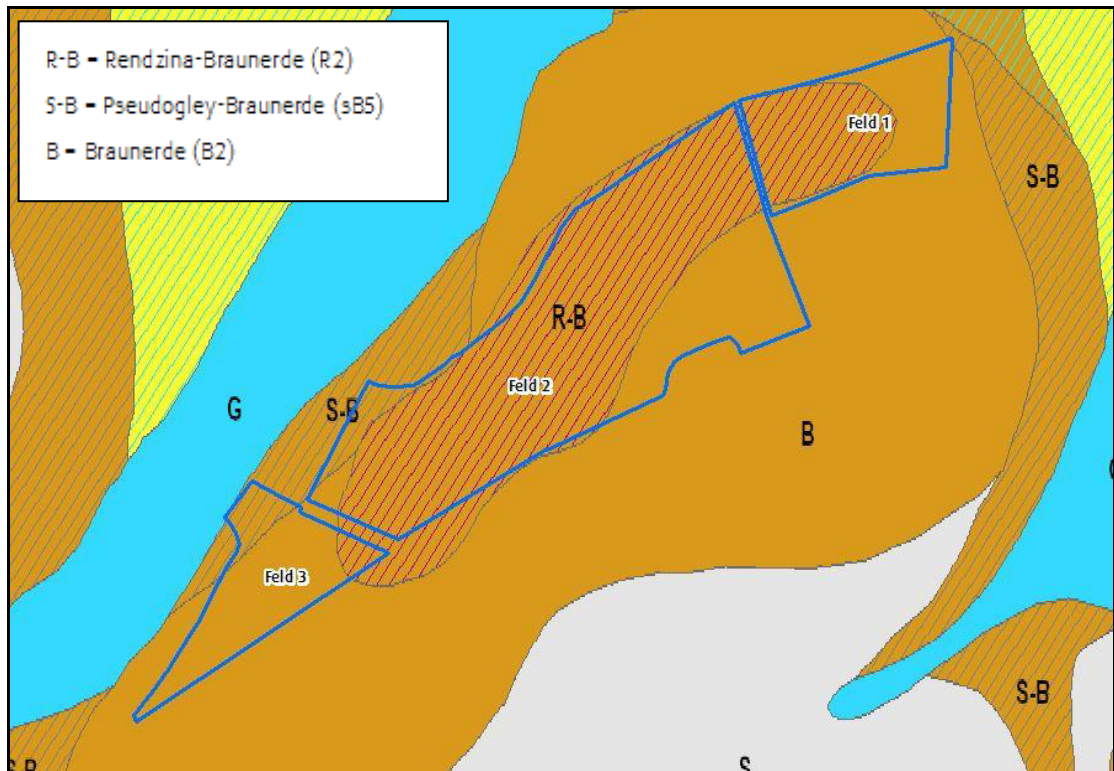 R-B = Rendzina-Braunerde (R2)
S-B = Pseudogley-Braunerde (sB5)
B = Braunerde (B2)
Feld 1
S-B
R-B
Feld 2
G
S-B
B
Feld 3
S-B
S